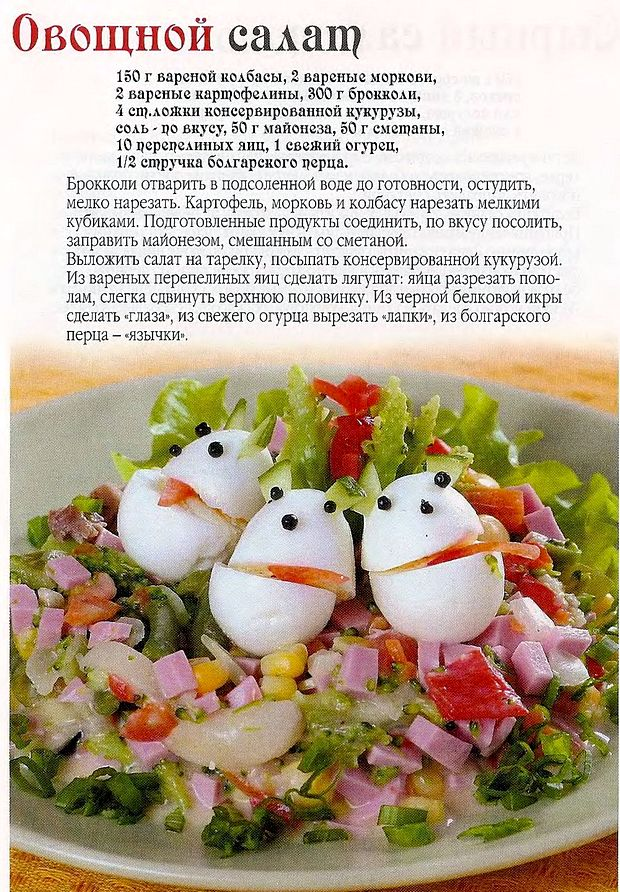 Овощной салат
150 г вареной колбасы, 2 вареные моркови,
2 вареные картофелины, 300 г брокколи,
4 ст.ложки консервированной кукурузы,
соль - по вкусу, 50 г майонеза, 50 г сметаны,
10 перепелиных яиц, 1 свежий огурец,
1/2 стручка болгарского перца.
Брокколи отварить в подсоленной воде до готовности, остудить,
мелко нарезать. Картофель, морковь и колбасу нарезать мелкими
кубиками. Подготовленные продукты соединить, по вкусу посолить,
заправить майонезом, смешанным со сметаной.
Выложить салат на тарелку, посыпать консервированной кукурузой.
Из вареных перепелиных яиц сделать лягушат: яйца разрезать попо-
лам, слегка сдвинуть верхнюю половинку. Из черной белковой икры
сделать «глаза», из свежего огурца вырезать «лапки», из болгарского
перца – «язычки».